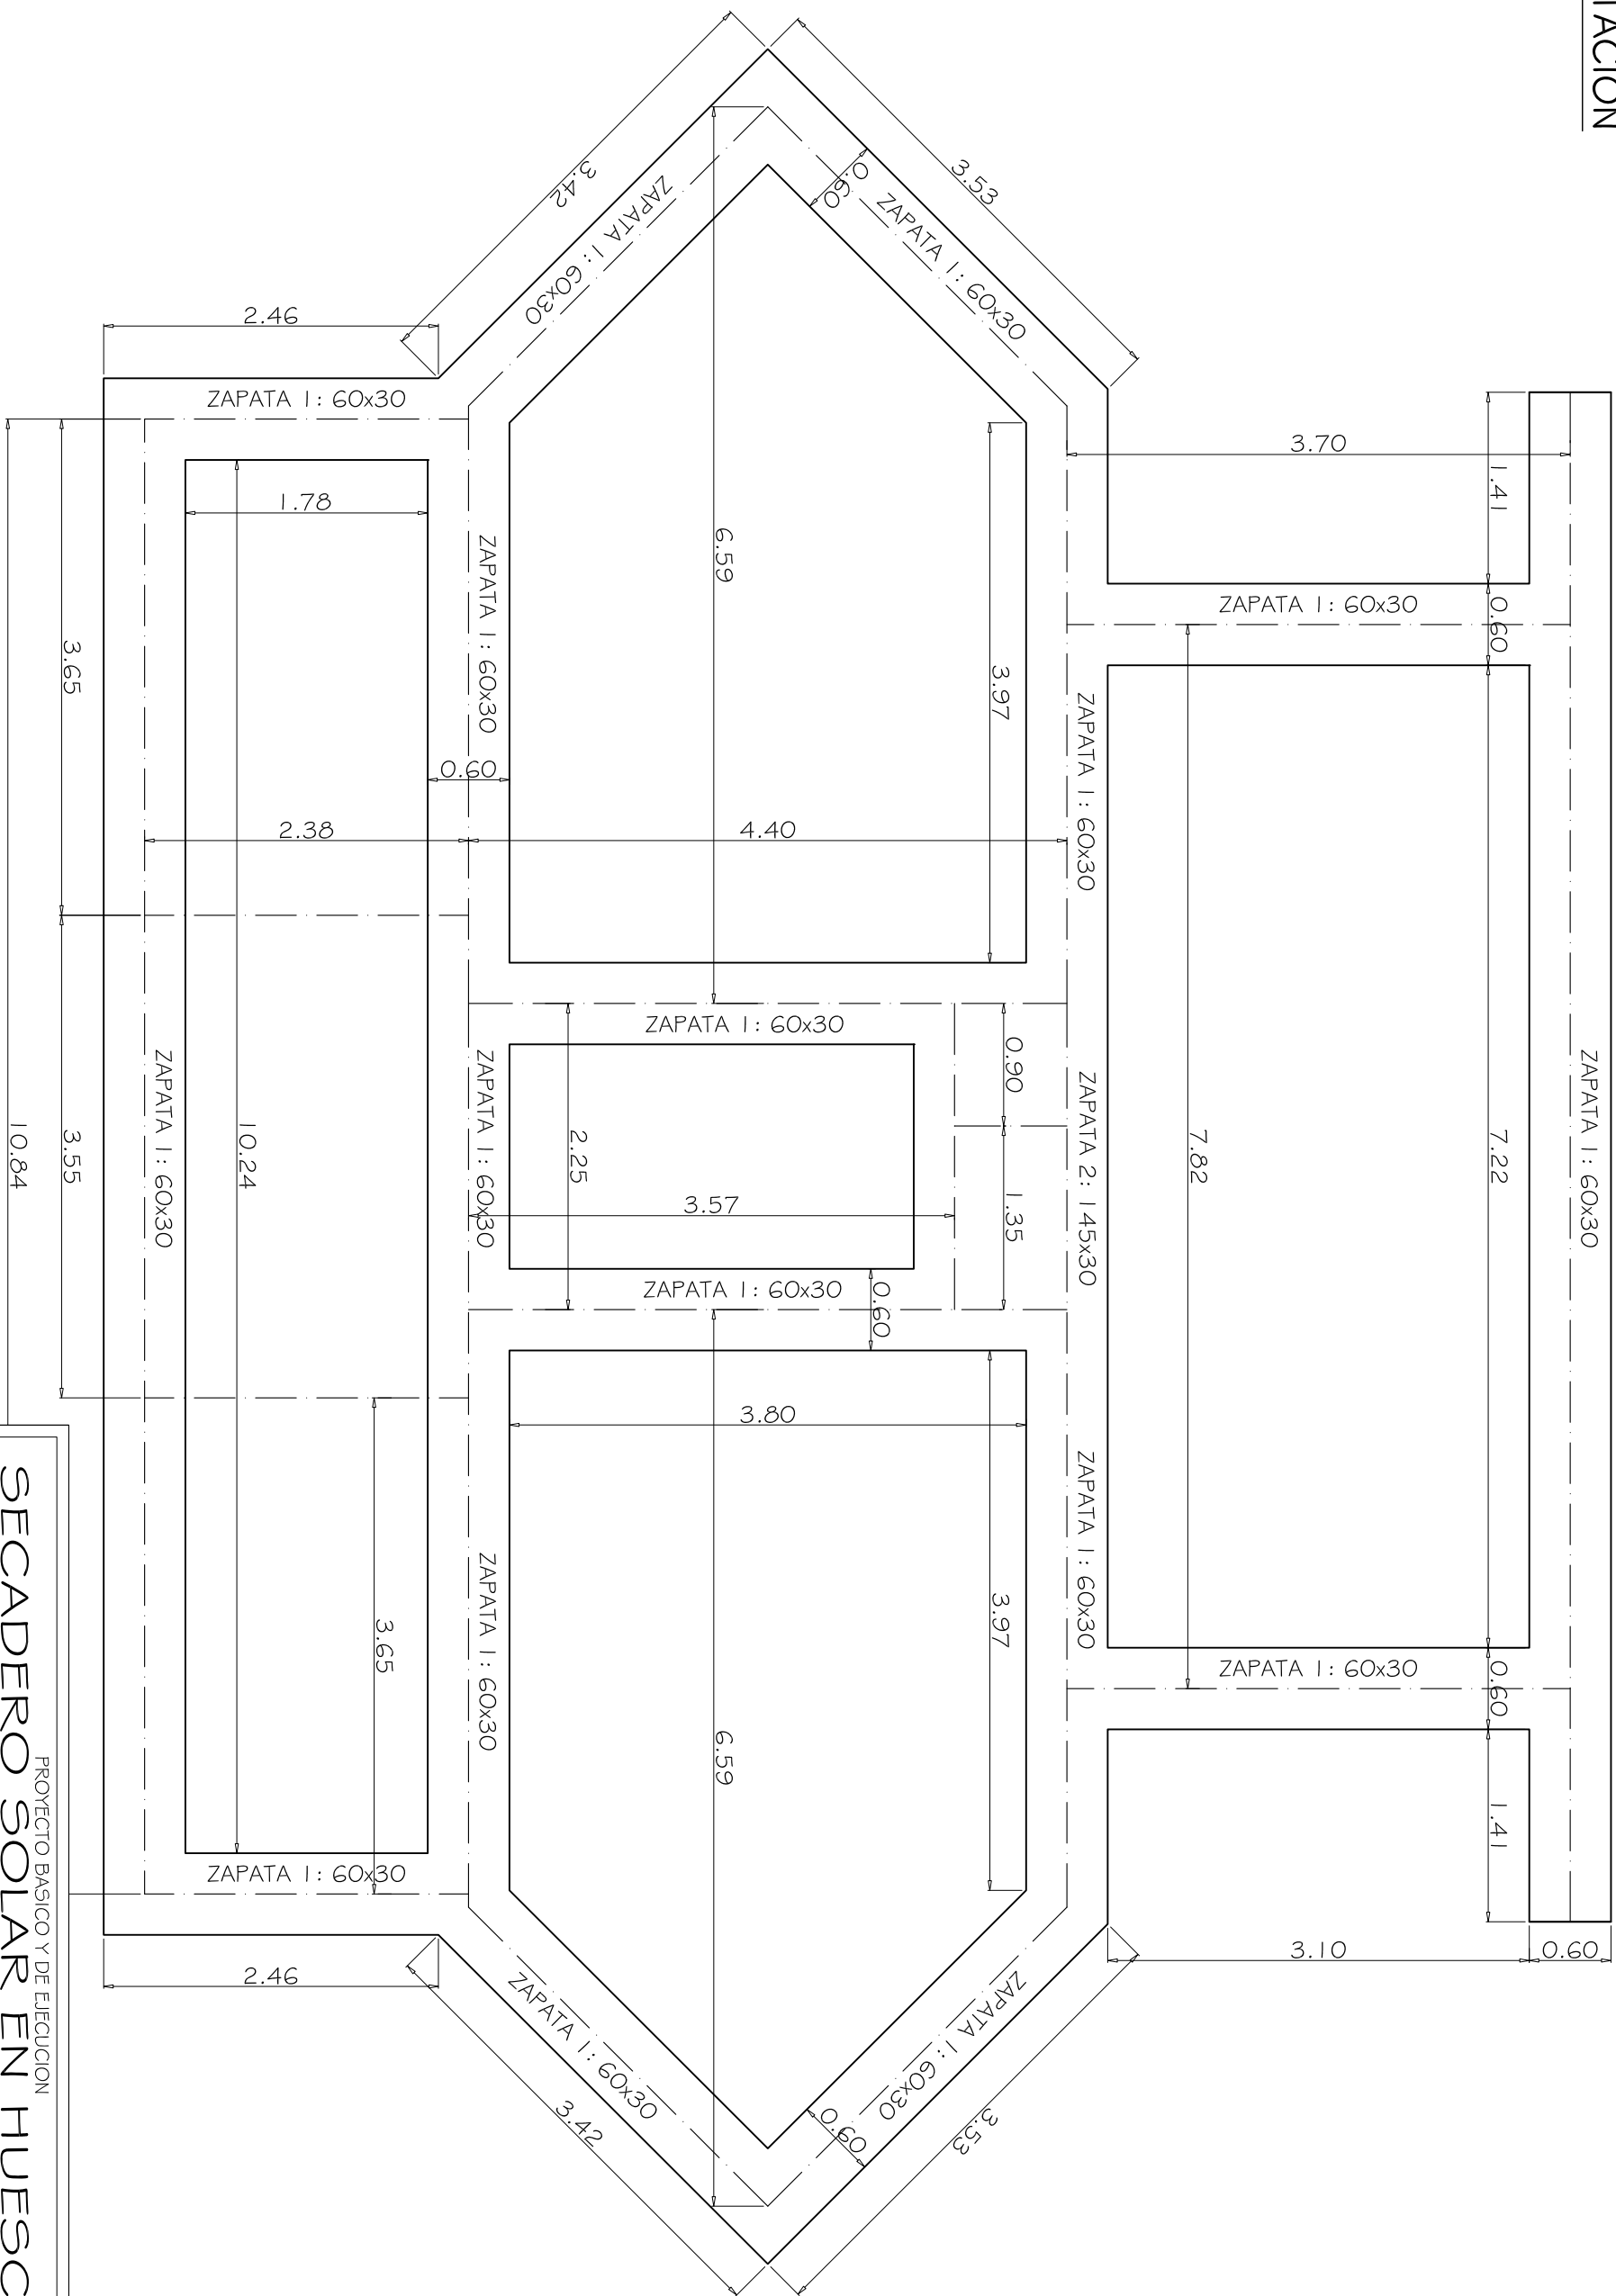 TACION
3.53
3.42
0.60
ZAPATA 1: 60x30
ZAPATA 1: 60x30
2.46
ZAPATA 1: 60x30
1.41
3.70
1.78
6.59
ZAPATA 1: 60x30
ZAPATA 1: 60x30
0.60
3.65
3.97
ZAPATA 1: 60x30
0.60
2.38
4.40
ZAPATA 1: 60x30
0.90
ZAPATA 1: 60x30
ZAPATA 1: 60x30
ZAPATA 2: 145x30
ZAPATA 1: 60x30
10.84
3.55
10.24
2.25
3.57
1.35
7.82
7.22
ZAPATA 1: 60x30
0.60
3.80
ZAPATA 1: 60x30
ZAPATA 1: 60x30
3.65
3.97
ZAPATA 1: 60x30
0.60
6.59
ZAPATA 1: 60x30
1.41
2.46
3.10
0.60
ZAPATA 1: 60x30
ZAPATA 1: 60x30
3.42
0.60
3.53
PROYECTO BASICO Y DE EJECUCION
SECADERO SOLAR EN HUESC